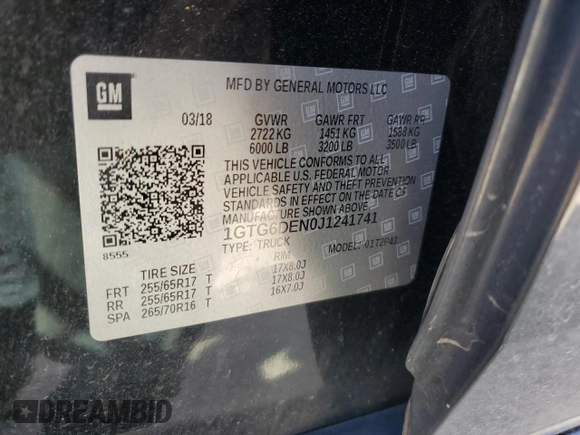 GM
MFD BY GENERAL MOTORS LLC
03/18 GVWR GAWR FRT GAWR RR
2722 KG 1451 KG 1588 KG
6000 LB 3200 LB 3500 LB
THIS VEHICLE CONFORMS TO ALL
APPLICABLE U.S. FEDERAL MOTOR
VEHICLE SAFETY AND THEFT PREVENTION
STANDARDS IN EFFECT ON THE DATE OF
MANUFACTURE SHOWN ABOVE.
1GTG6DEN0J1241741
TYPE: TRUCK MODEL: 01T2P43
8555
TIRE SIZE RIM
FRT 255/65R17 T 17X8.0J
RR 255/65R17 T 17X8.0J
SPA 265/70R16 T 16X7.0J
DREAMBID